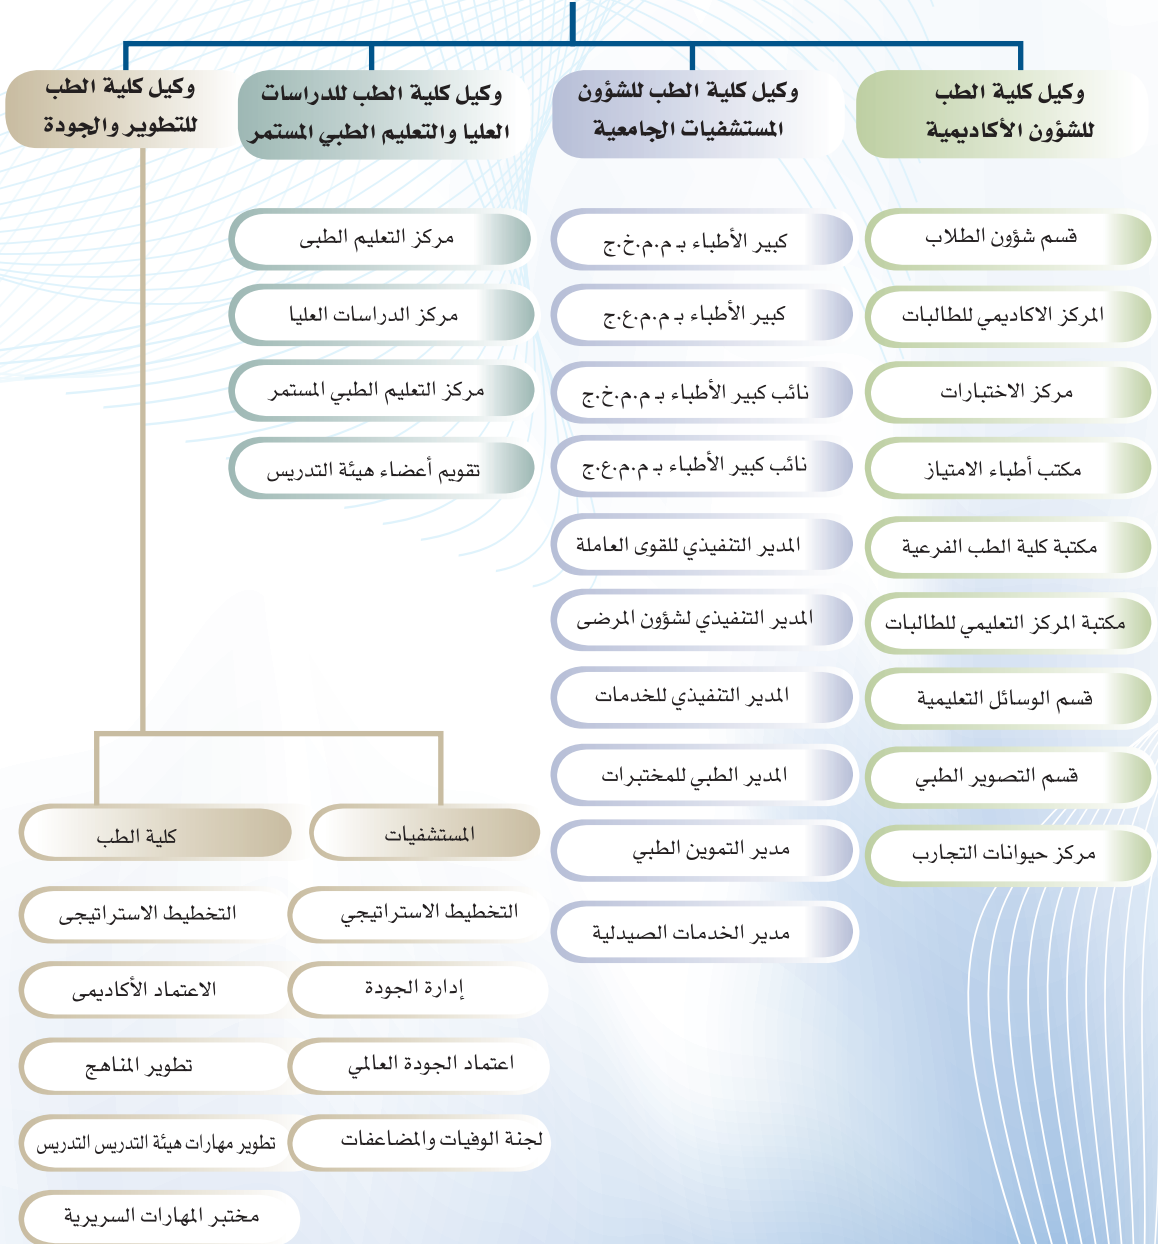 وكيل كلية الطب
للشؤون الأكاديمية
قسم شؤون الطلاب
المركز الاكاديمي للطالبات
مركز الاختبارات
مكتب أطباء الامتياز
مكتبة كلية الطب الفرعية
مكتبة المركز التعليمي للطالبات
قسم الوسائل التعليمية
قسم التصوير الطبي
مركز حيوانات التجارب
وكيل كلية الطب للشؤون
المستشفيات الجامعية
كبير الأطباء بـ م.م.خ.ج
كبير الأطباء بـ م.م.ع.ج
نائب كبير الأطباء بـ م.م.خ.ج
نائب كبير الأطباء بـ م.م.ع.ج
المدير التنفيذي للقوى العاملة
المدير التنفيذي لشؤون المرضى
المدير التنفيذي للخدمات
المدير الطبي للمختبرات
مدير التموين الطبي
مدير الخدمات الصيدلية
وكيل كلية الطب للدراسات
العليا والتعليم الطبي المستمر
مركز التعليم الطبى
مركز الدراسات العليا
مركز التعليم الطبي المستمر
تقويم أعضاء هيئة التدريس
وكيل كلية الطب
للتطوير والجودة
المستشفيات
التخطيط الاستراتيجي
إدارة الجودة
اعتماد الجودة العالمي
لجنة الوفيات والمضاعفات
كلية الطب
التخطيط الاستراتيجى
الاعتماد الأكاديمى
تطوير المناهج
تطوير مهارات هيئة التدريس التدريس
مختبر المهارات السريرية